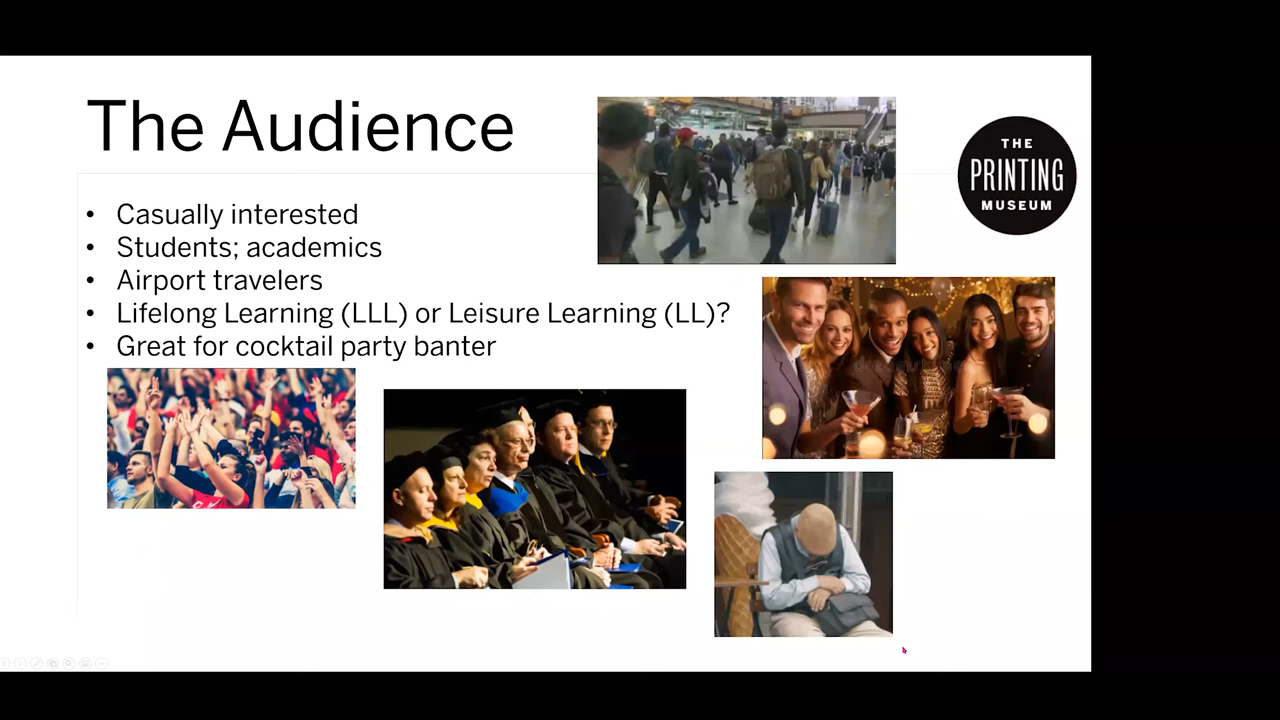 The Audience
THE
PRINTING
MUSEUM
• Casually interested
• Students; academics
• Airport travelers
• Lifelong Learning (LLL) or Leisure Learning (LL)?
• Great for cocktail party banter